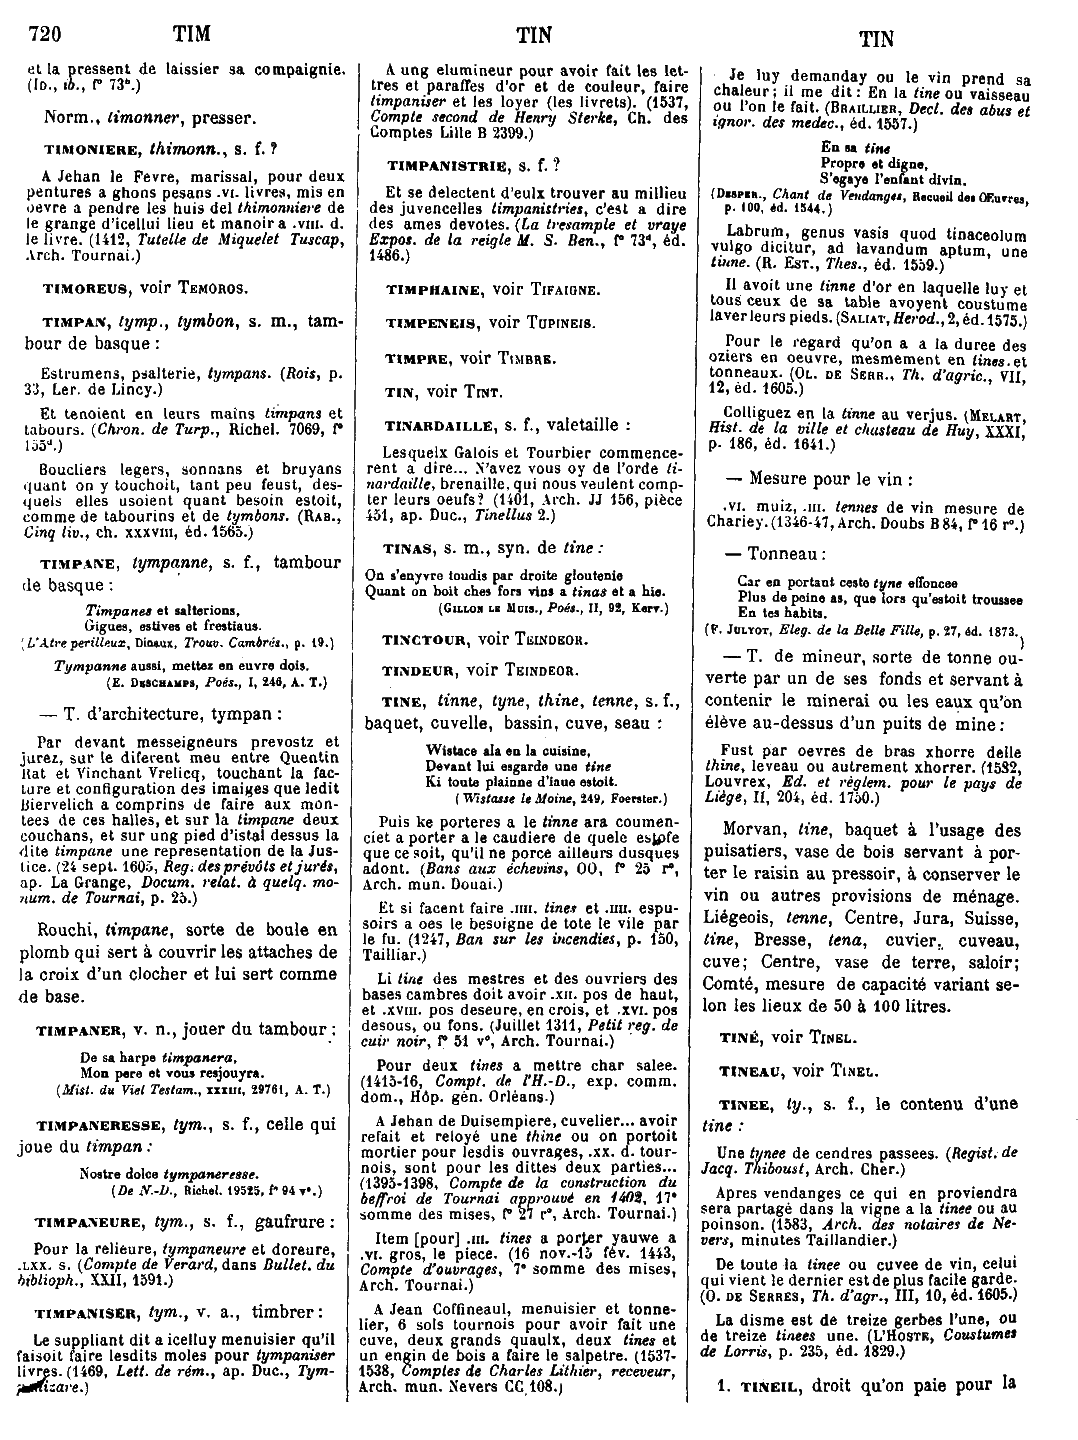 720
TIM
TIN
TIN
et la pressent de laissier sa compaignie.
(ID., ib., f° 73ᵇ.)
Norm., timonner, presser.
TIMONIERE, thimonn., s. f. ?
A Jehan le Fevre, marissal, pour deux
pentures a ghons pesans .VI. livres, mis en
oevre a pendre les huis del thimonniere de
le grange d'icellui lieu et manoir a .VIII. d.
le livre. (1412, Tutelle de Miquelet Tuscap,
Arch. Tournai.)
TIMOREUS, voir TEMOROS.
TIMPAN, tymp., tymbon, s. m., tam-
bour de basque :
Estrumens, psalterie, tympans. (Rois, p.
33, Ler. de Lincy.)
Et tenoient en leurs mains timpans et
tabours. (Chron. de Turp., Richel. 7069, f°
155ᵈ.)
Boucliers legers, sonnans et bruyans
quant on y touchoit, tant peu feust, des-
quels elles usoient quant besoin estoit,
comme de tabourins et de tymbons. (RAB.,
Cinq liv., ch. XXXVIII, éd. 1565.)
TIMPANE, tympanne, s. f., tambour
de basque :
Timpanes et salterions,
Gigues, estives et frestiaus.
(L'Atre perilleux, Dinaux, Trouv. Cambrés., p. 19.)
Tympanne aussi, mettez en euvre dois.
(E. DESCHAMPS, Poés., I, 246, A. T.)
— T. d'architecture, tympan :
Par devant messeigneurs prevostz et
jurez, sur le diferent meu entre Quentin
Rat et Vinchant Vrelicq, touchant la fac-
ture et configuration des imaiges que ledit
Biervelich a comprins de faire aux mon-
tees de ces halles, et sur la timpane deux
couchans, et sur ung pied d'istal dessus la
dite timpane une representation de la Jus-
tice. (24 sept. 1605, Reg. des prévôts et jurés,
ap. La Grange, Docum. relat. à quelq. mo-
num. de Tournai, p. 25.)
Rouchi, timpane, sorte de boule en
plomb qui sert à couvrir les attaches de
la croix d'un clocher et lui sert comme
de base.
TIMPANER, v. n., jouer du tambour :
De sa harpe timpanera,
Mon pere et vous resjouyra.
(Mist. du Viel Testam., XXXIII, 29761, A. T.)
TIMPANERESSE, tym., s. f., celle qui
joue du timpan :
Nostre dolce tympaneresse.
(De N.-D., Richel. 19525, f° 94 v°.)
TIMPANEURE, tym., s. f., gaufrure :
Pour la relieure, tympaneure et doreure,
.LXX. s. (Compte de Verard, dans Bullet. du
biblioph., XXII, 1591.)
TIMPANISER, tym., v. a., timbrer :
Le suppliant dit a icelluy menuisier qu'il
faisoit faire lesdits moles pour tympaniser
livres. (1469, Lett. de rém., ap. Duc., Tym-
panizare.)
A ung elumineur pour avoir fait les let-
tres et paraffes d'or et de couleur, faire
timpaniser et les loyer (les livrets). (1537,
Compte second de Henry Sterke, Ch. des
Comptes Lille B 2399.)
TIMPANISTRIE, s. f. ?
Et se delectent d'eulx trouver au millieu
des juvencelles timpanistries, c'est a dire
des ames devotes. (La tresample et vraye
Expos. de la reigle M. S. Ben., f° 73ᵈ, éd.
1486.)
TIMPHAINE, voir TIFAIGNE.
TIMPENEIS, voir TUPINEIS.
TIMPRE, voir TIMBRE.
TIN, voir TINT.
TINARDAILLE, s. f., valetaille :
Lesqueix Galois et Tourbier commence-
rent a dire... N'avez vous oy de l'orde ti-
nardaille, brenaille, qui nous veulent comp-
ter leurs oeufs? (1401, Arch. JJ 156, pièce
451, ap. Duc., Tinellus 2.)
TINAS, s. m., syn. de tine :
On s'enyvre toudis par droite gloutenie
Quant on boit ches fors vins a tinas et a hie.
(GILLON LE MUIS., Poés., II, 92, Kerv.)
TINCTOUR, voir TEINDEOR.
TINDEUR, voir TEINDEOR.
TINE, tinne, tyne, thine, tenne, s. f.,
baquet, cuvelle, bassin, cuve, seau :
Wistace ala en la cuisine,
Devant lui esgarde une tine
Ki toute plainne d'iaue estoit.
(Wistasse le Moine, 249, Foerster.)
Puis ke porteres a le tinne ara coumen-
ciet a porter a le caudiere de quele estofe
que ce soit, qu'il ne porce ailleurs dusques
adont. (Bans aux échevins, OO, f° 25 r°,
Arch. mun. Douai.)
Et si facent faire .IIII. tines et .IIII. espu-
soirs a oes le besoigne de tote le vile par
le fu. (1247, Ban sur les incendies, p. 150,
Tailliar.)
Li tine des mestres et des ouvriers des
bases cambres doit avoir .XII. pos de haut,
et .XVIII. pos deseure, en crois, et .XVI. pos
desous, ou fons. (Juillet 1311, Petit reg. de
cuir noir, f° 51 v°, Arch. Tournai.)
Pour deux tines a mettre char salee.
(1415-16, Compt. de l'H.-D., exp. comm.
dom., Hôp. gén. Orléans.)
A Jehan de Duisempiere, cuvelier... avoir
refait et reloyé une thine ou on portoit
mortier pour lesdis ouvrages, .XX. d. tour-
nois, sont pour les dittes deux parties...
(1395-1398, Compte de la construction du
beffroi de Tournai approuvé en 1402, 17ᵉ
somme des mises, f° 27 r°, Arch. Tournai.)
Item [pour] .III. tines a porter yauwe a
.VI. gros, le piece. (16 nov.-15 fév. 1443,
Compte d'ouvrages, 7ᵉ somme des mises,
Arch. Tournai.)
A Jean Coffineaul, menuisier et tonne-
lier, 6 sols tournois pour avoir fait une
cuve, deux grands quaulx, deux tines et
un engin de bois a faire le salpetre. (1537-
1538, Comptes de Charles Lithier, receveur,
Arch. mun. Nevers CC 108.)
Je luy demanday ou le vin prend sa
chaleur ; il me dit : En la tine ou vaisseau
ou l'on le fait. (BRAILLIER, Decl. des abus et
ignor. des medec., éd. 1557.)
En sa tine
Propre et digne,
S'egaye l'enfant divin.
(DESPER., Chant de Vendanges, Recueil des OEuvres,
p. 100, éd. 1544.)
Labrum, genus vasis quod tinaceolum
vulgo dicitur, ad lavandum aptum, une
tinne. (R. EST., Thes., éd. 1559.)
Il avoit une tinne d'or en laquelle luy et
tous ceux de sa table avoyent coustume
laver leurs pieds. (SALIAT, Herod., 2, éd. 1575.)
Pour le regard qu'on a a la duree des
oziers en oeuvre, mesmement en tines et
tonneaux. (OL. DE SERR., Th. d'agric., VII,
12, éd. 1605.)
Colliguez en la tinne au verjus. (MELART,
Hist. de la ville et chasteau de Huy, XXXI,
p. 186, éd. 1641.)
— Mesure pour le vin :
.VI. muiz, .III. tennes de vin mesure de
Chariey. (1346-47, Arch. Doubs B 84, f° 16 r°.)
— Tonneau :
Car en portant ceste tyne effoncee
Plus de peine as, que lors qu'estoit troussee
En tes habits.
(F. JULYOT, Eleg. de la Belle Fille, p. 27, éd. 1873.)
— T. de mineur, sorte de tonne ou-
verte par un de ses fonds et servant à
contenir le minerai ou les eaux qu'on
élève au-dessus d'un puits de mine :
Fust par oevres de bras xhorre delle
thine, leveau ou autrement xhorrer. (1582,
Louvrex, Ed. et règlem. pour le pays de
Liége, II, 204, éd. 1750.)
Morvan, tine, baquet à l'usage des
puisatiers, vase de bois servant à por-
ter le raisin au pressoir, à conserver le
vin ou autres provisions de ménage.
Liégeois, tenne, Centre, Jura, Suisse,
tine, Bresse, tena, cuvier, cuveau,
cuve; Centre, vase de terre, saloir;
Comté, mesure de capacité variant se-
lon les lieux de 50 à 100 litres.
TINÉ, voir TINEL.
TINEAU, voir TINEL.
TINEE, ty., s. f., le contenu d'une
tine :
Une tynee de cendres passees. (Regist. de
Jacq. Thiboust, Arch. Cher.)
Apres vendanges ce qui en proviendra
sera partagé dans la vigne a la tinee ou au
poinson. (1583, Arch. des notaires de Ne-
vers, minutes Taillandier.)
De toute la tinee ou cuvee de vin, celui
qui vient le dernier est de plus facile garde.
(O. DE SERRES, Th. d'agr., III, 10, éd. 1605.)
La disme est de treize gerbes l'une, ou
de treize tinees une. (L'HOSTE, Coustumes
de Lorris, p. 235, éd. 1829.)
1. TINEIL, droit qu'on paie pour la